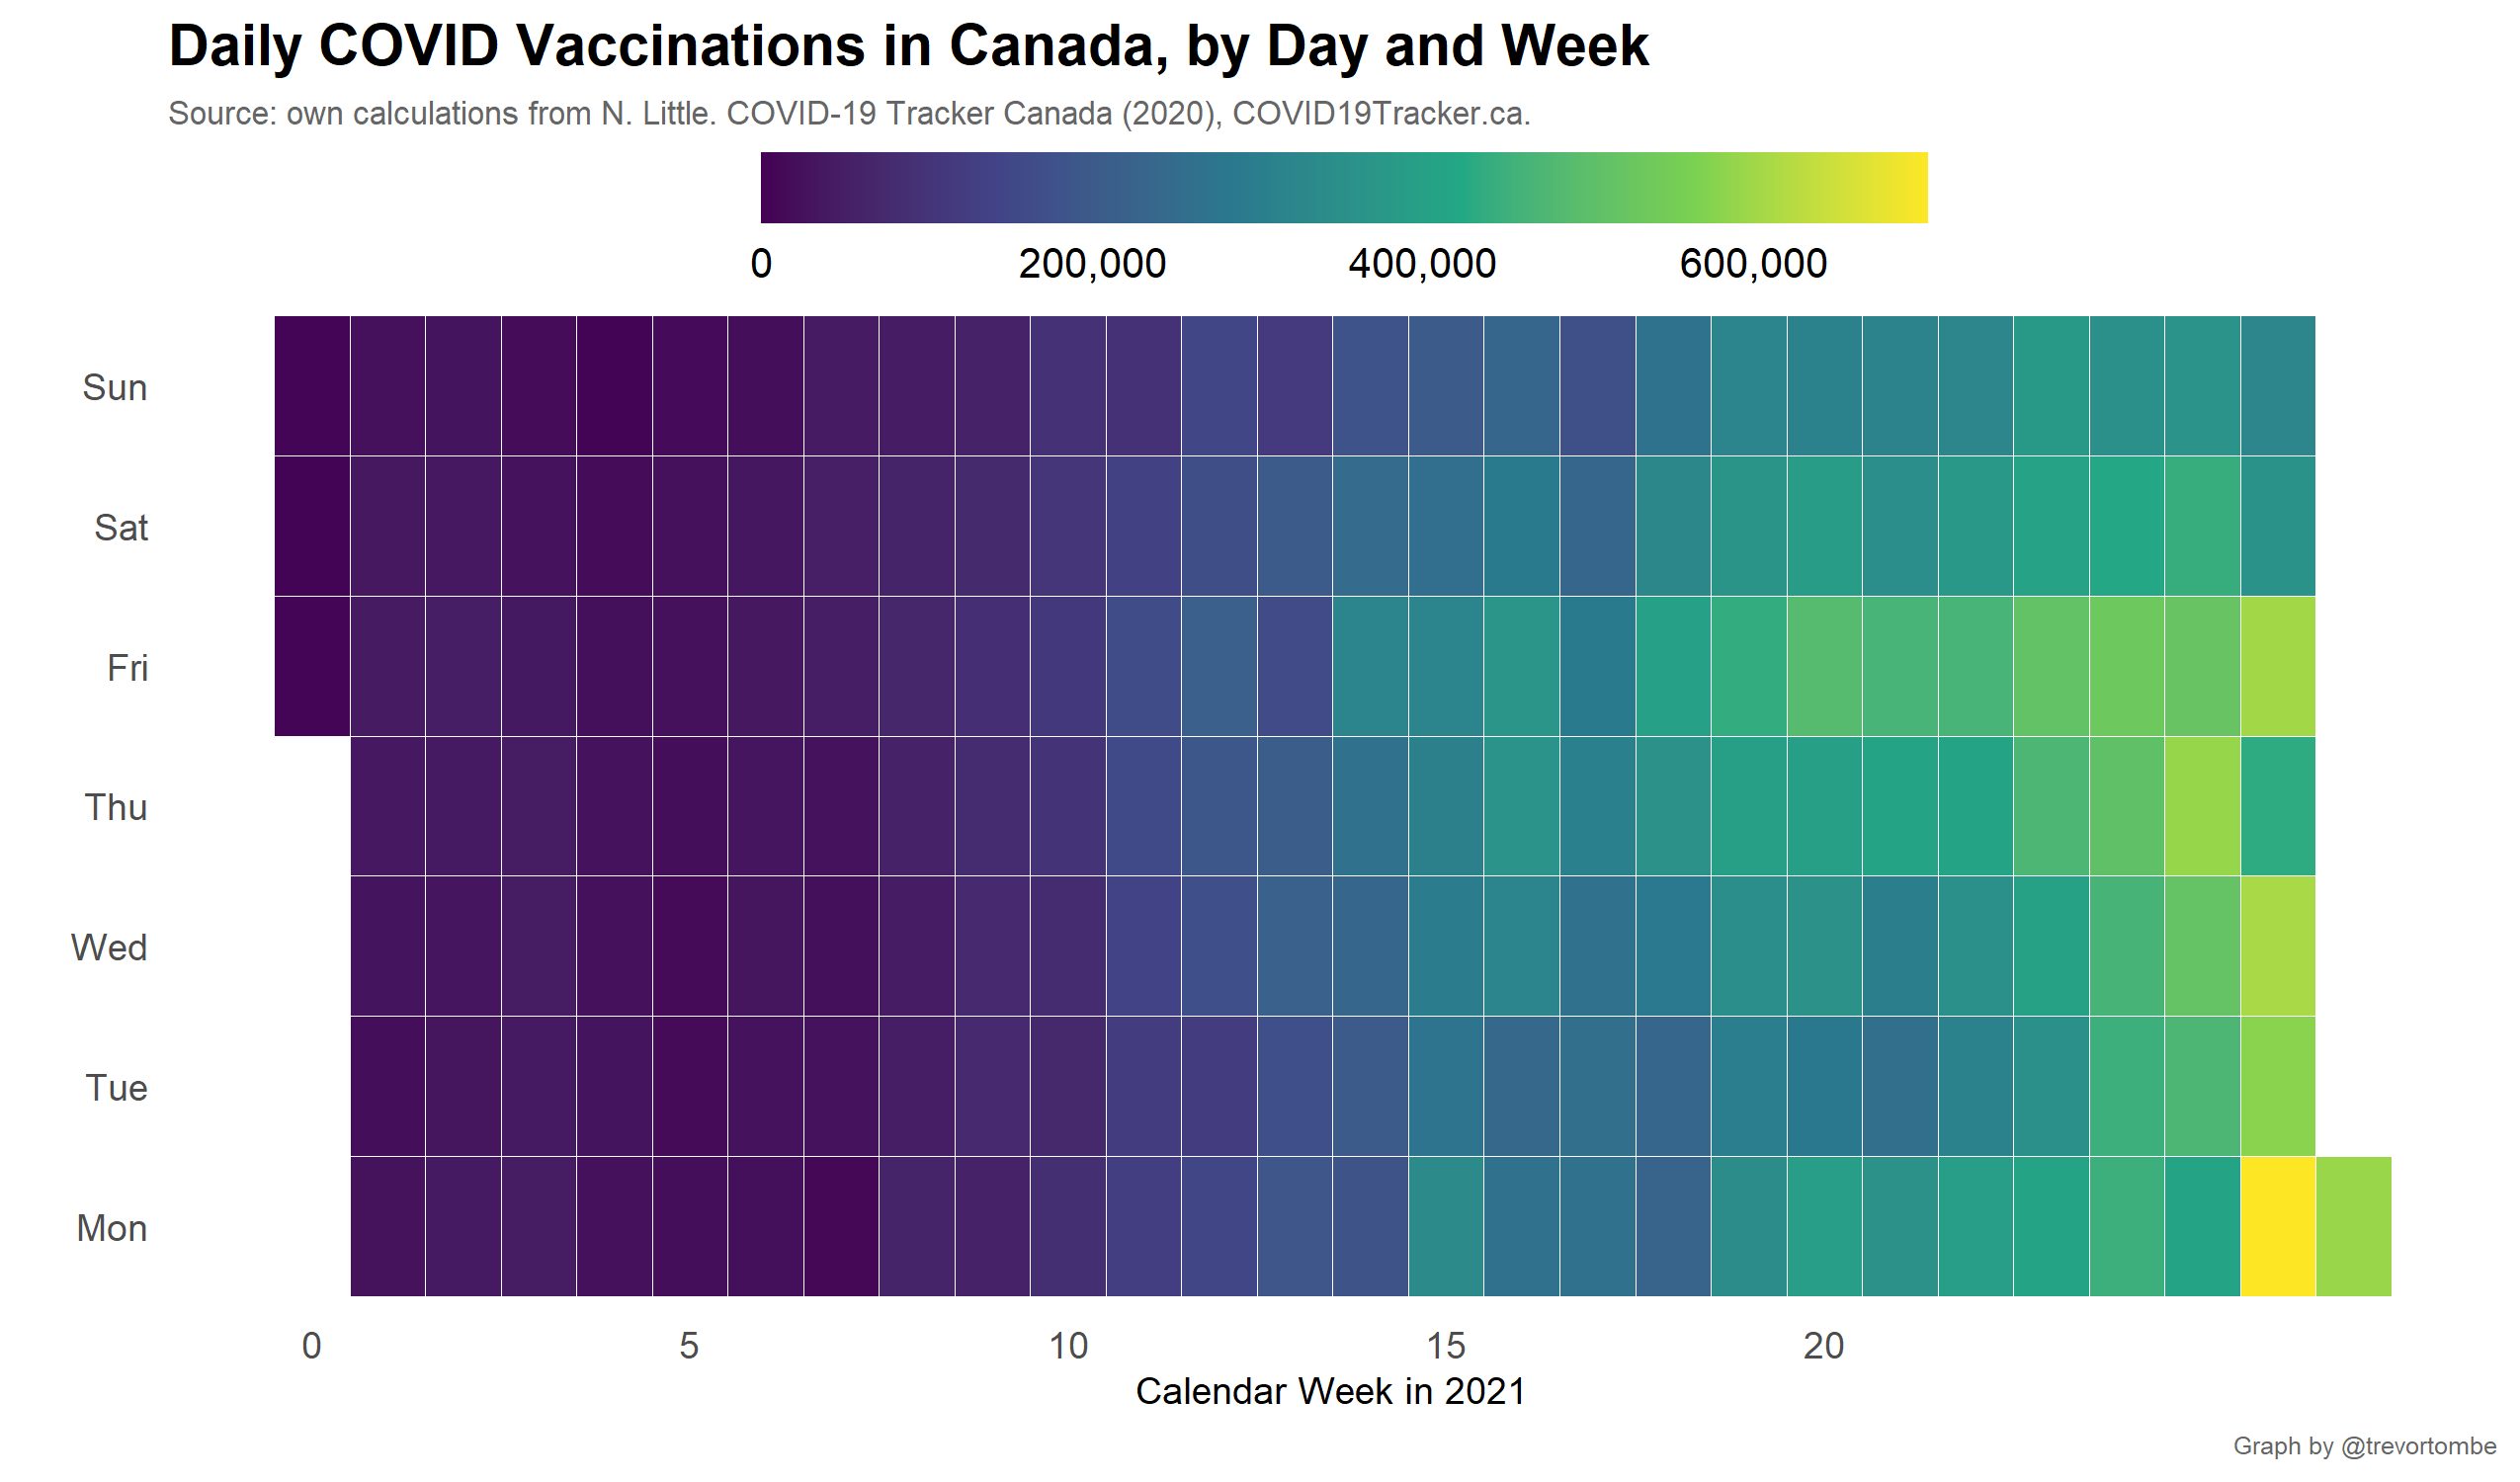 Daily COVID Vaccinations in Canada, by Day and Week
Source: own calculations from N. Little. COVID-19 Tracker Canada (2020), COVID19Tracker.ca.
0 200,000 400,000 600,000
Sun
Sat
Fri
Thu
Wed
Tue
Mon
0 5 10 15 20
Calendar Week in 2021
Graph by @trevortombe